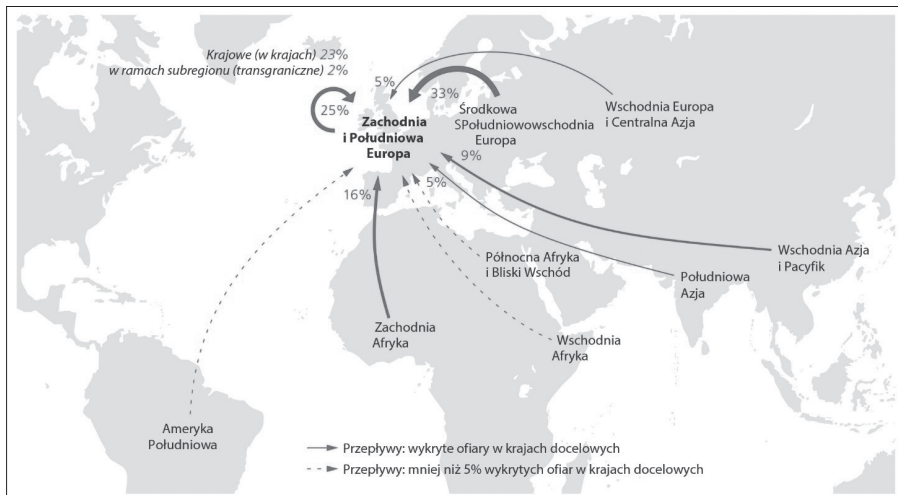 Krajowe (w krajach) 23%
w ramach subregionu (transgraniczne) 2%
5%
33%
25%
Zachodnia
i Południowa
Europa
Środkowa
SPołudniowowschodnia
Europa
Wschodnia Europa
i Centralna Azja
9%
5%
16%
Północna Afryka
i Bliski Wschód
Wschodnia Azja
i Pacyfik
Południowa
Azja
Zachodnia
Afryka
Wschodnia
Afryka
Ameryka
Południowa
Przepływy: wykryte ofiary w krajach docelowych
Przepływy: mniej niż 5% wykrytych ofiar w krajach docelowych